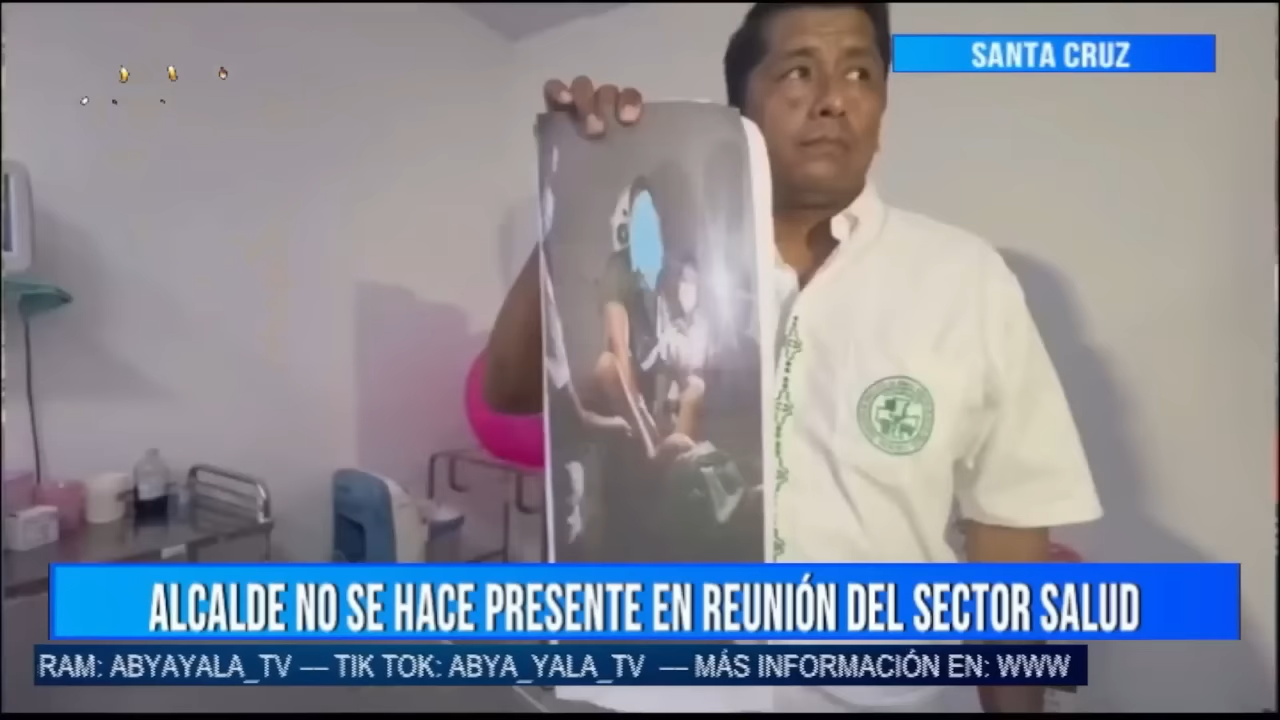 SANTA CRUZ
ALCALDE NO SE HACE PRESENTE EN REUNIÓN DEL SECTOR SALUD
RAM: ABYAYALA_TV — TIK TOK: ABYA_YALA_TV — MÁS INFORMACIÓN EN: WWW